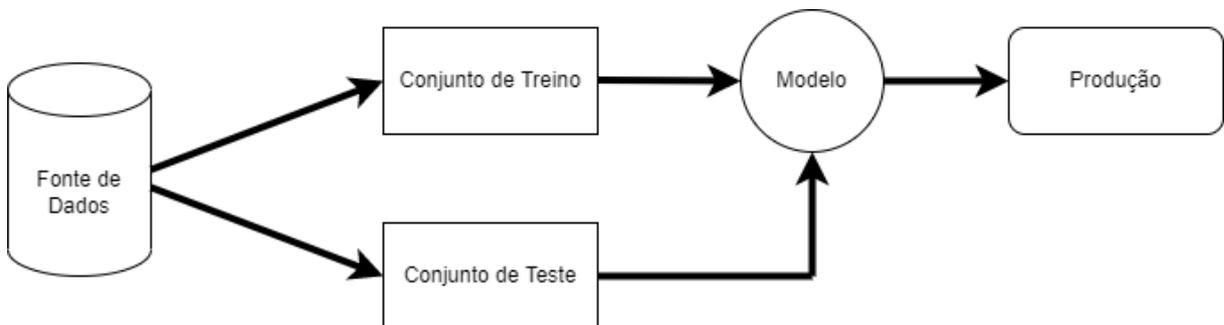 Fonte de
Dados
Conjunto de Treino
Conjunto de Teste
Modelo
Produção